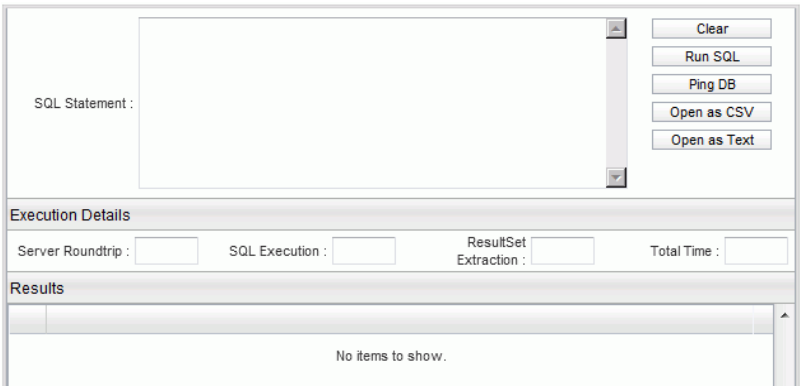 Clear
Run SQL
Ping DB
SQL Statement :
Open as CSV
Open as Text
Execution Details
Server Roundtrip :
SQL Execution :
ResultSet
Extraction :
Total Time :
Results
No items to show.